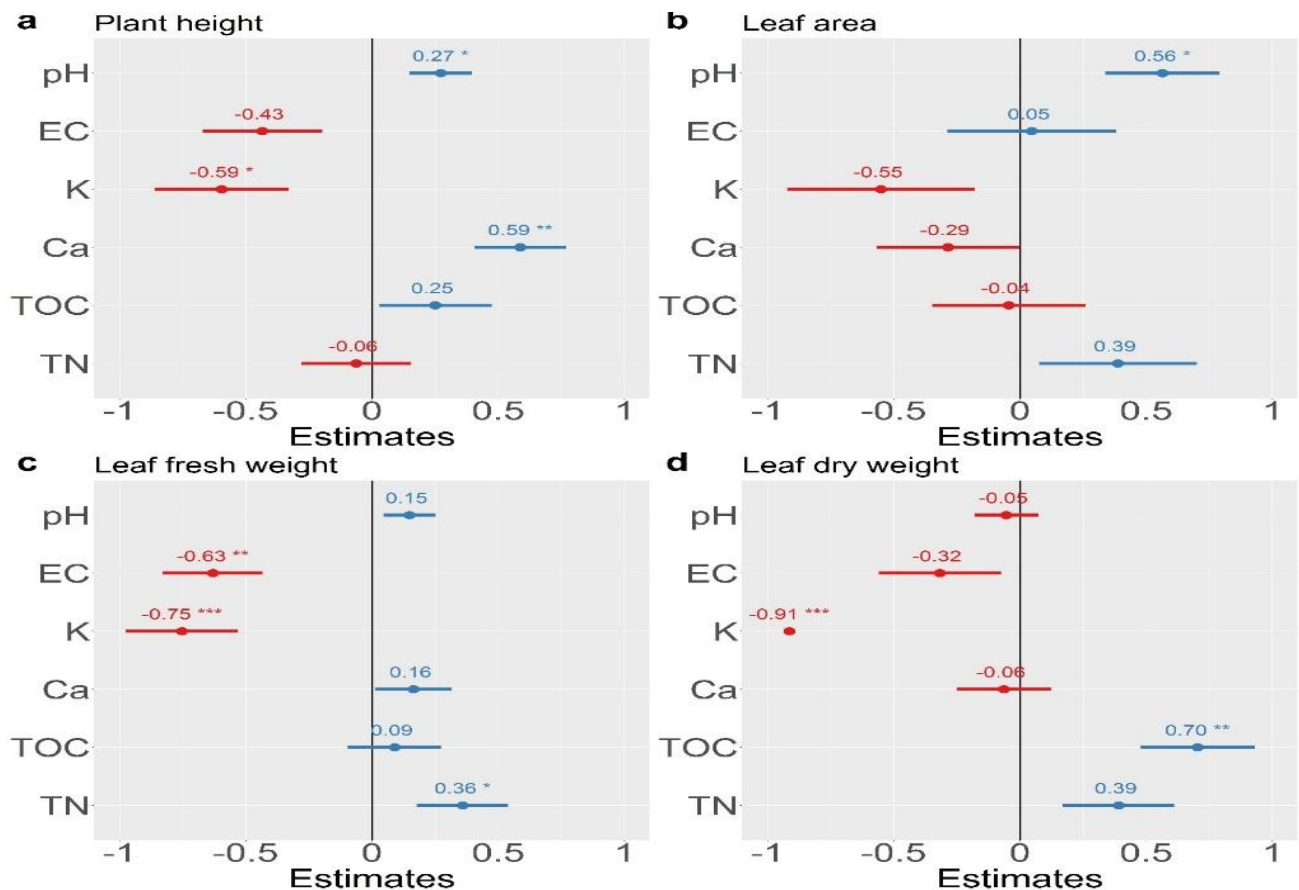 a Plant height
pH 0.27 *
EC -0.43
K -0.59 *
Ca 0.59 **
TOC 0.25
TN -0.06
-1 -0.5 0 0.5 1
Estimates
b Leaf area
pH 0.56 *
EC 0.05
K -0.55
Ca -0.29
TOC -0.04
TN 0.39
-1 -0.5 0 0.5 1
Estimates
c Leaf fresh weight
pH 0.15
EC -0.63 **
K -0.75 ***
Ca 0.16
TOC 0.09
TN 0.36 *
-1 -0.5 0 0.5 1
Estimates
d Leaf dry weight
pH -0.05
EC -0.32
K -0.91 ***
Ca -0.06
TOC 0.70 **
TN 0.39
-1 -0.5 0 0.5 1
Estimates